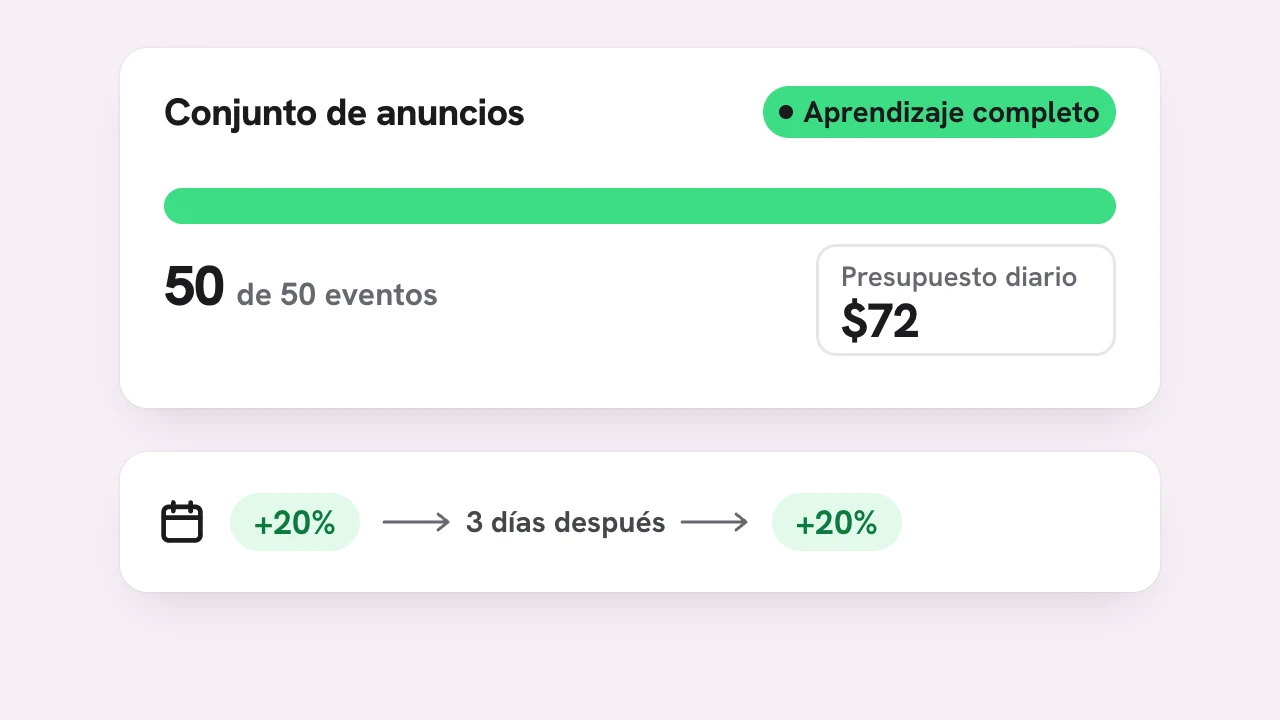 Conjunto de anuncios
Aprendizaje completo
50 de 50 eventos
Presupuesto diario
$72
+20%
3 días después
+20%